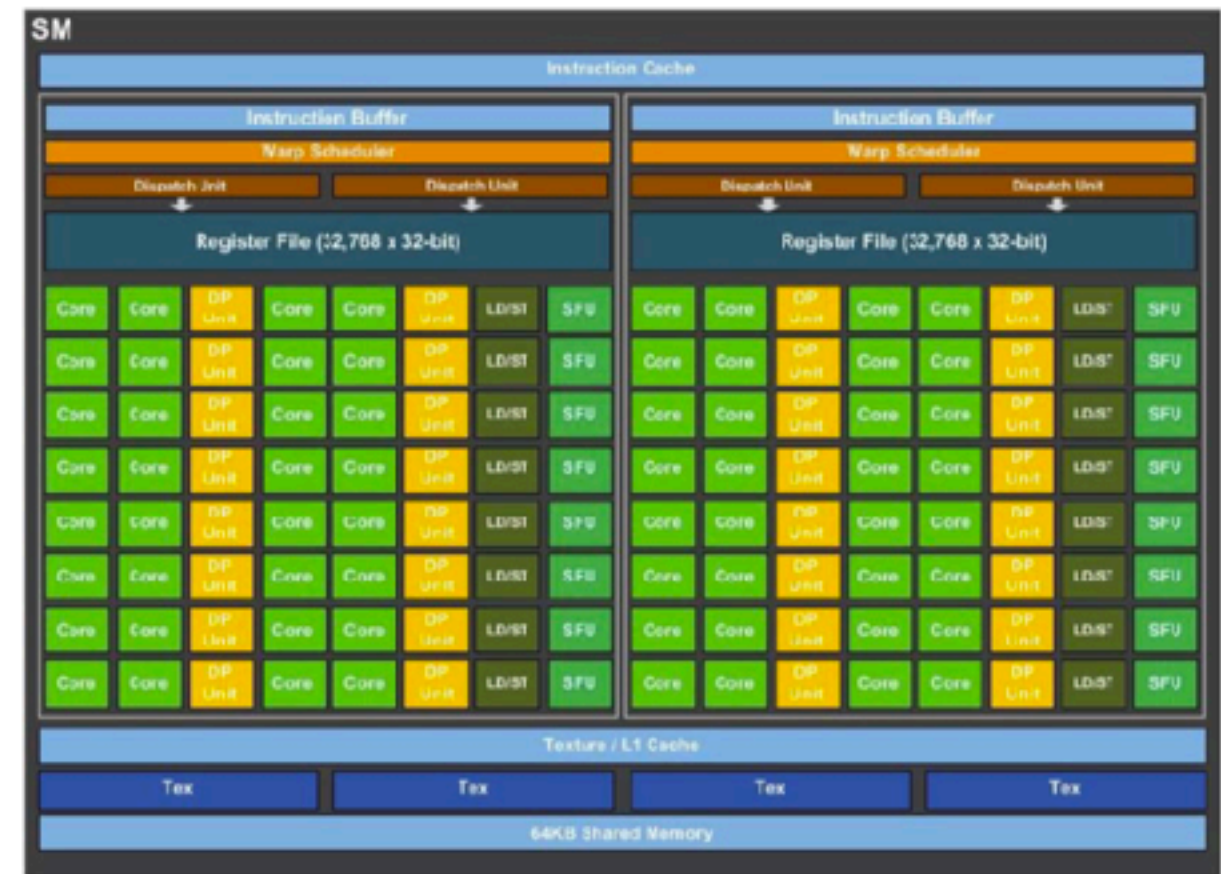 SM
Instruction Cache
Instruction Buffer Instruction Buffer
Warp Scheduler Warp Scheduler
Dispatch Unit Dispatch Unit Dispatch Unit Dispatch Unit
Register File (32,768 x 32-bit) Register File (32,768 x 32-bit)
Core Core DP Unit Core Core DP Unit LD/ST SFU Core Core DP Unit Core Core DP Unit LD/ST SFU
Core Core DP Unit Core Core DP Unit LD/ST SFU Core Core DP Unit Core Core DP Unit LD/ST SFU
Core Core DP Unit Core Core DP Unit LD/ST SFU Core Core DP Unit Core Core DP Unit LD/ST SFU
Core Core DP Unit Core Core DP Unit LD/ST SFU Core Core DP Unit Core Core DP Unit LD/ST SFU
Core Core DP Unit Core Core DP Unit LD/ST SFU Core Core DP Unit Core Core DP Unit LD/ST SFU
Core Core DP Unit Core Core DP Unit LD/ST SFU Core Core DP Unit Core Core DP Unit LD/ST SFU
Core Core DP Unit Core Core DP Unit LD/ST SFU Core Core DP Unit Core Core DP Unit LD/ST SFU
Core Core DP Unit Core Core DP Unit LD/ST SFU Core Core DP Unit Core Core DP Unit LD/ST SFU
Texture / L1 Cache
Tex Tex Tex Tex
64KB Shared Memory